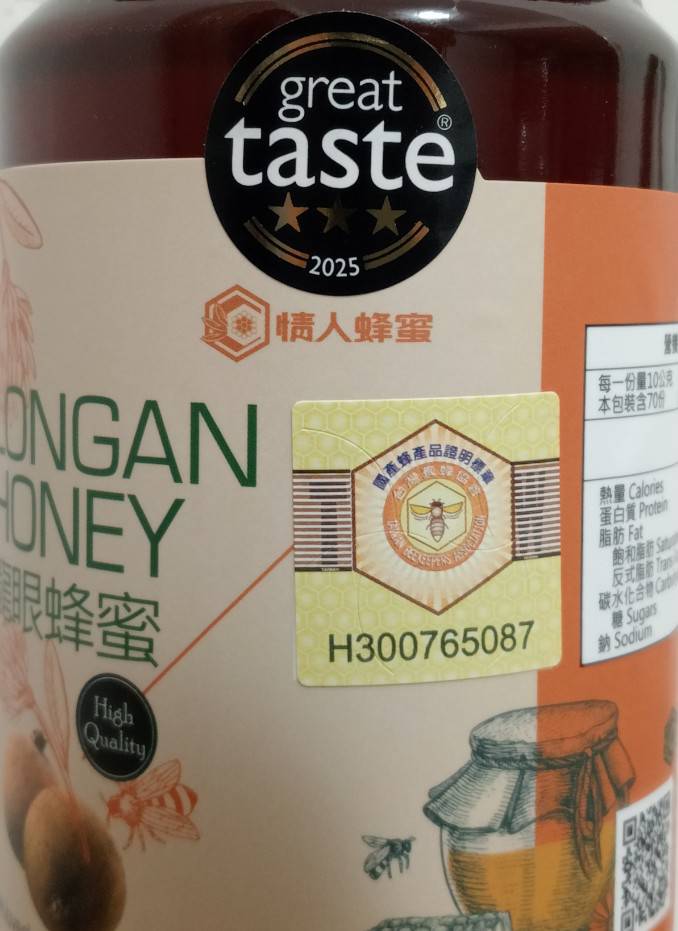 great
taste®
2025
情人蜂蜜
LONGAN
HONEY
龍眼蜂蜜
High
Quality
國產蜂產品證明標章
台灣養蜂協會
TAIWAN BEEKEEPERS ASSOCIATION
TAIWAN
H300765087
每一份量10公克
本包裝含70份
熱量 Calories
蛋白質 Protein
脂肪 Fat
飽和脂肪
反式脂肪
碳水化合物
糖 Sugars
鈉 Sodium